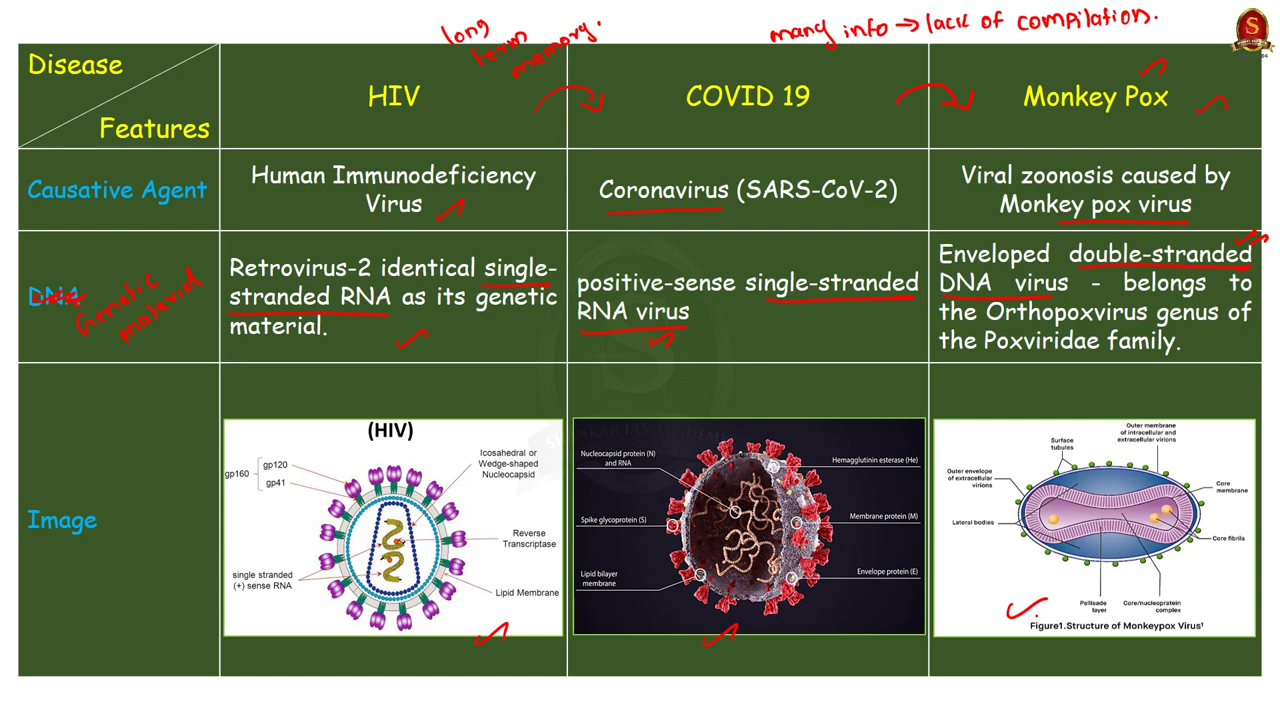 long
term
memory.
many info → lack of compilation.
S
Disease
Features
HIV
COVID 19
Monkey Pox
Causative Agent
Human Immunodeficiency
Virus
Coronavirus (SARS-CoV-2)
Viral zoonosis caused by
Monkey pox virus
DNA
Genetic
material
Retrovirus-2 identical single-
stranded RNA as its genetic
material.
positive-sense single-stranded
RNA virus
Enveloped double-stranded
DNA virus - belongs to
the Orthopoxvirus genus of
the Poxviridae family.
Image
(HIV)
gp160
gp120
gp41
Icosahedral or
Wedge-shaped
Nucleocapsid
Reverse
Transcriptase
single stranded
(+) sense RNA
Lipid Membrane
Nucleocapsid protein (N)
and RNA
Hemagglutinin esterase (He)
Spike glycoprotein (S)
Membrane protein (M)
Lipid bilayer
membrane
Envelope protein (E)
Outer membrane
of intracellular and
extracellular virions
Surface
tubules
Outer envelope
of extracellular
virions
Core
membrane
Lateral bodies
Core fibrils
Pallisade
layer
Core/nucleoprotein
complex
Figure1.Structure of Monkeypox Virus¹
SHANKAR IAS ACADEMY